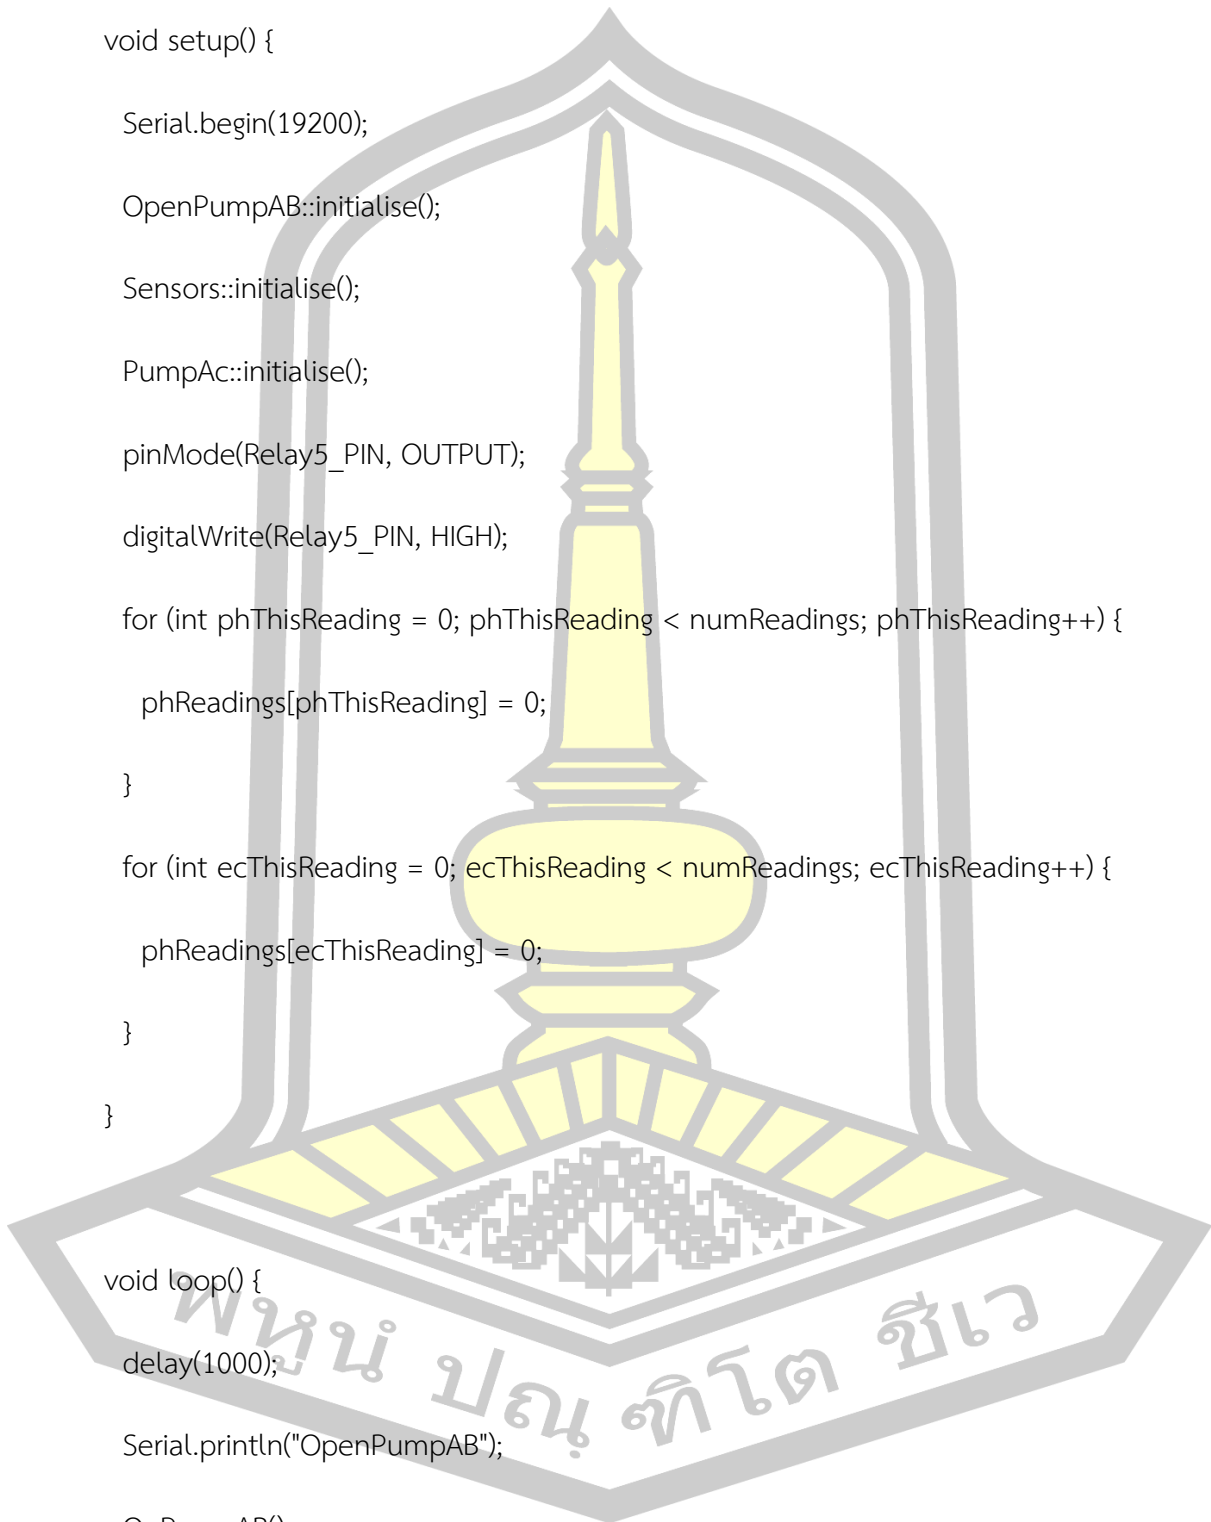 void setup() {
Serial.begin(19200);
OpenPumpAB::initialise();
Sensors::initialise();
PumpAc::initialise();
pinMode(Relay5_PIN, OUTPUT);
digitalWrite(Relay5_PIN, HIGH);
for (int phThisReading = 0; phThisReading < numReadings; phThisReading++) {
phReadings[phThisReading] = 0;
}
for (int ecThisReading = 0; ecThisReading < numReadings; ecThisReading++) {
phReadings[ecThisReading] = 0;
}
}
void loop() {
พหูนํ ปณฺ ฑิโต ชีเว
delay(1000);
Serial.println("OpenPumpAB");